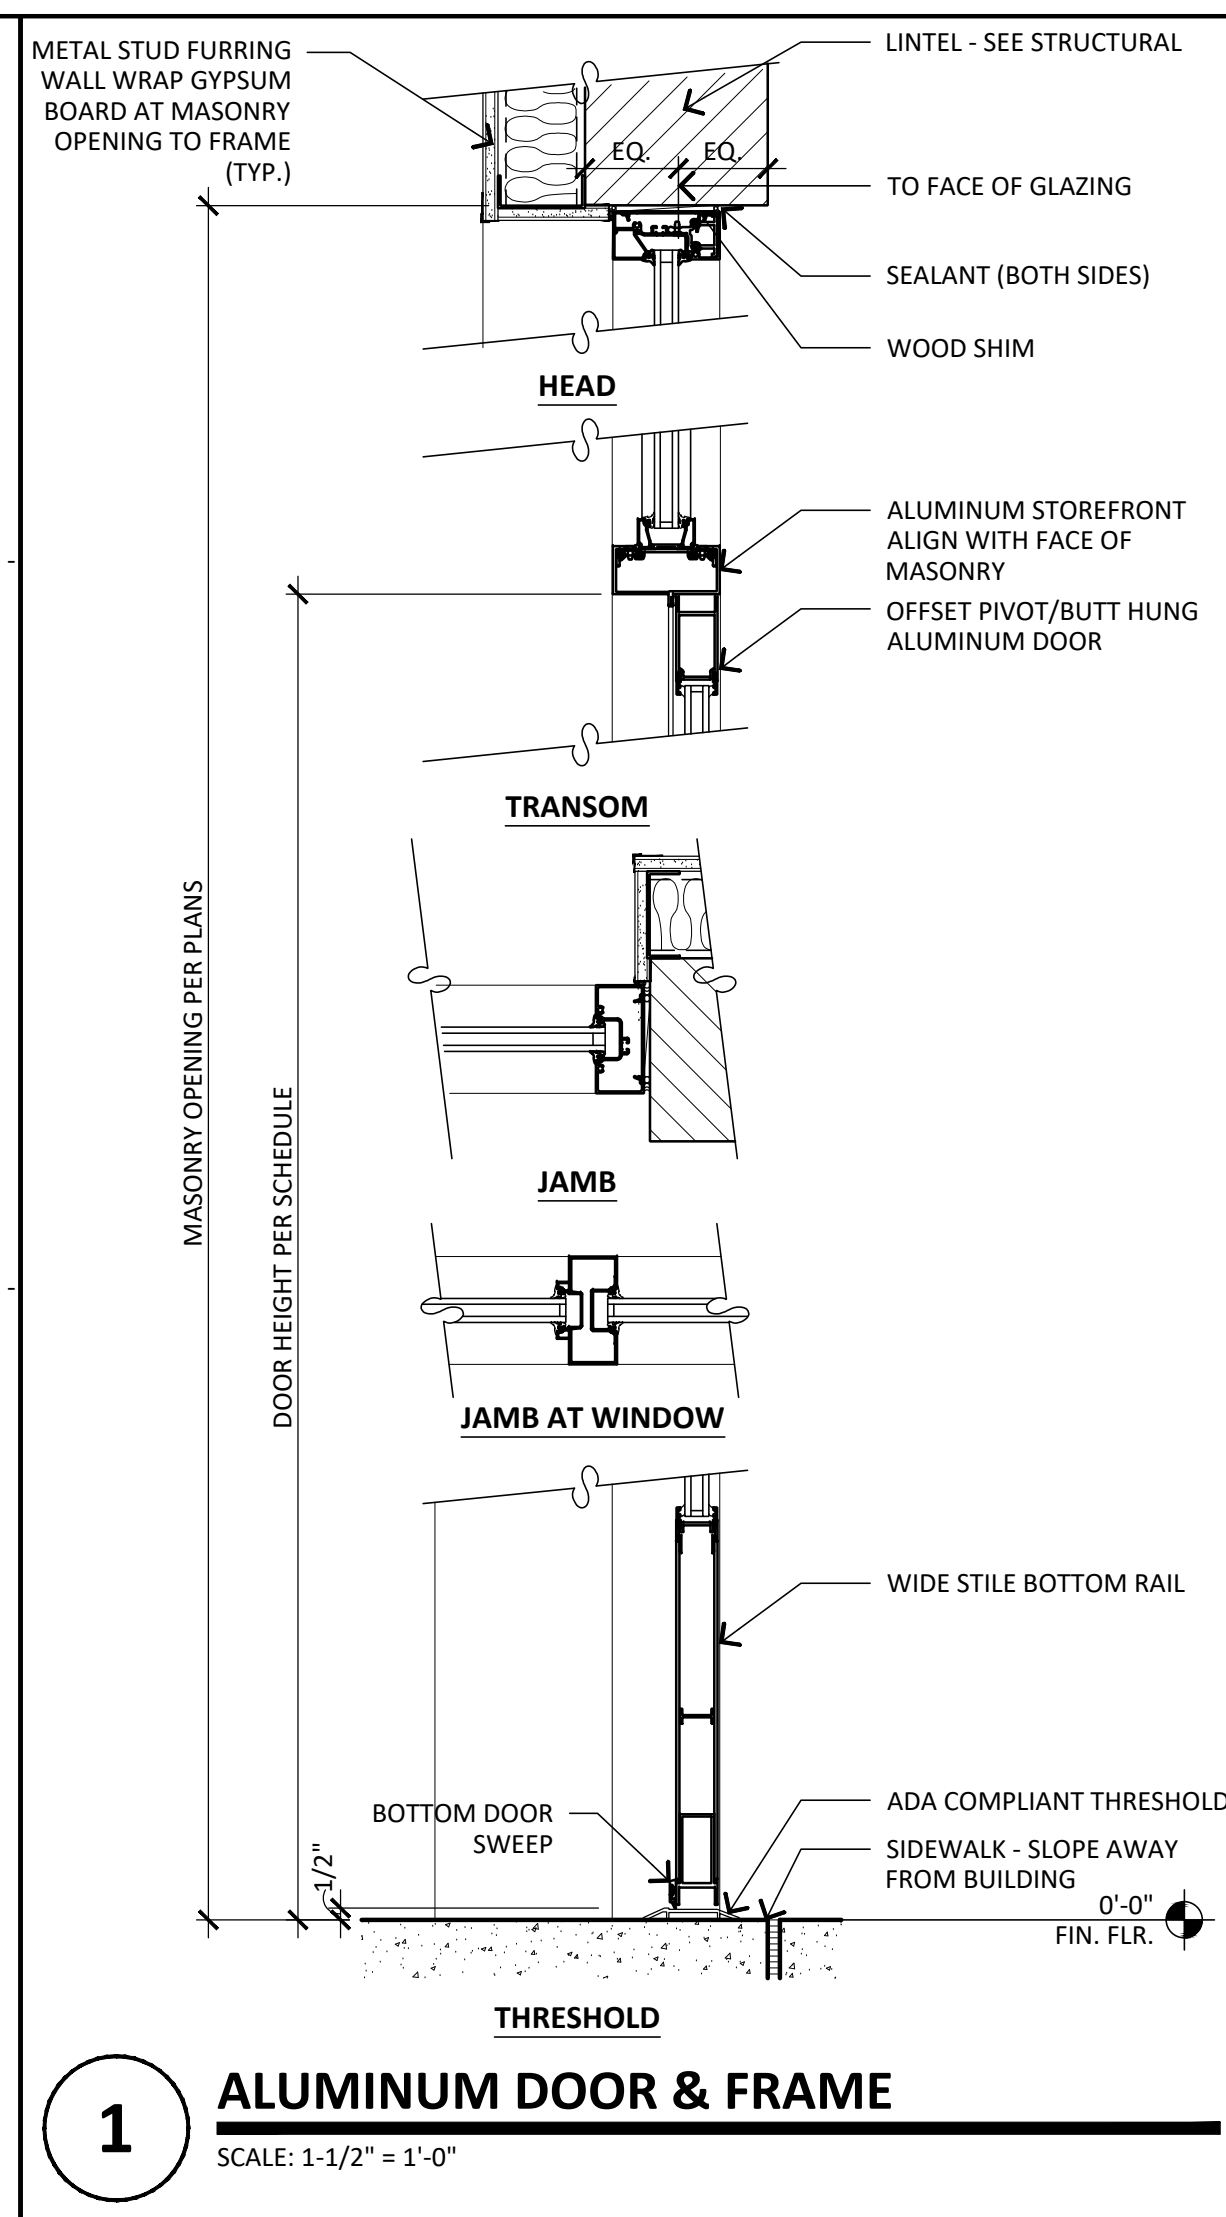 METAL STUD FURRING
WALL WRAP GYPSUM
BOARD AT MASONRY
OPENING TO FRAME
(TYP.)
LINTEL - SEE STRUCTURAL
EQ.
EQ.
TO FACE OF GLAZING
SEALANT (BOTH SIDES)
WOOD SHIM
HEAD
ALUMINUM STOREFRONT
ALIGN WITH FACE OF
MASONRY
OFFSET PIVOT/BUTT HUNG
ALUMINUM DOOR
TRANSOM
MASONRY OPENING PER PLANS
DOOR HEIGHT PER SCHEDULE
JAMB
JAMB AT WINDOW
WIDE STILE BOTTOM RAIL
BOTTOM DOOR
SWEEP
ADA COMPLIANT THRESHOLD
SIDEWALK - SLOPE AWAY
FROM BUILDING
1/2"
0'-0"
FIN. FLR.
THRESHOLD
1
ALUMINUM DOOR & FRAME
SCALE: 1-1/2" = 1'-0"